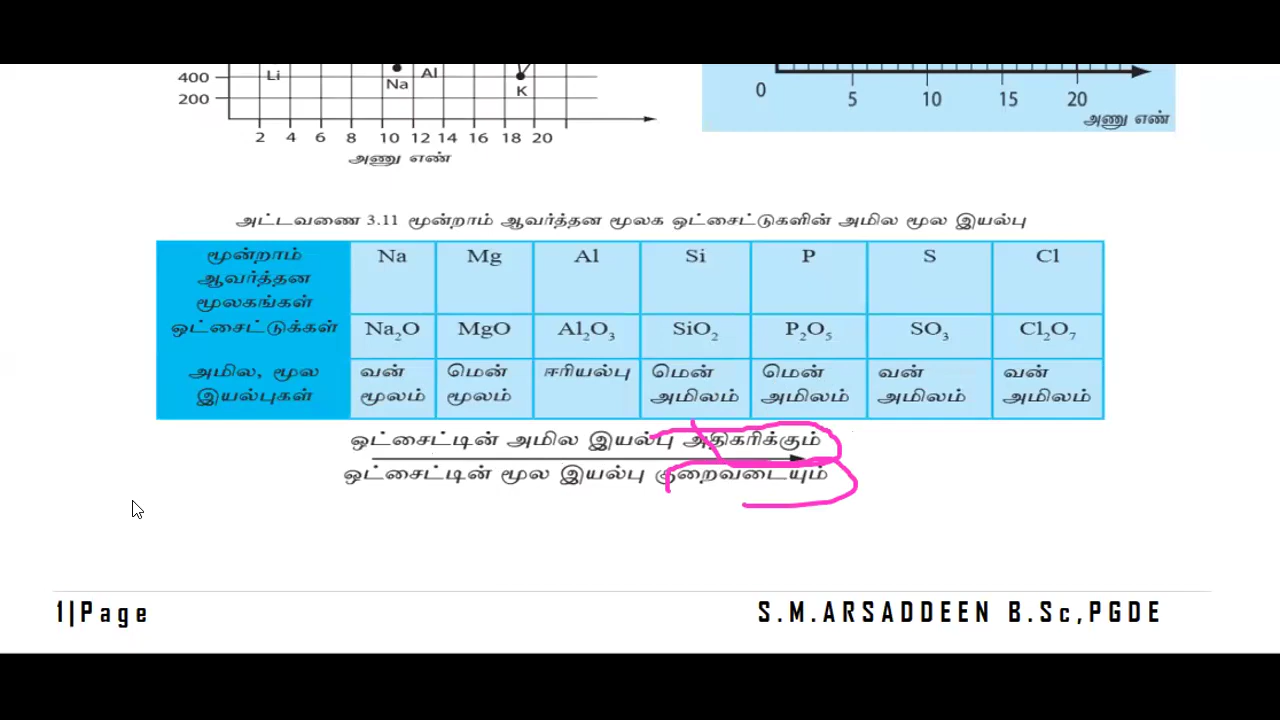 400 Li Na Al K
200
2 4 6 8 10 12 14 16 18 20
அணு எண்
0 5 10 15 20
அணு எண்
அட்டவணை 3.11 மூன்றாம் ஆவர்த்தன மூலக ஒட்சைட்டுகளின் அமில மூல இயல்பு
மூன்றாம் ஆவர்த்தன மூலகங்கள் Na Mg Al Si P S Cl
ஒட்சைட்டுக்கள் Na₂O MgO Al₂O₃ SiO₂ P₂O₅ SO₃ Cl₂O₇
அமில, மூல இயல்புகள் வன் மூலம் மென் மூலம் ஈரியல்பு மென் அமிலம் மென் அமிலம் வன் அமிலம் வன் அமிலம்
ஒட்சைட்டின் அமில இயல்பு அதிகரிக்கும்
ஒட்சைட்டின் மூல இயல்பு குறைவடையும்
1|Page S.M.ARSADDEEN B.Sc,PGDE